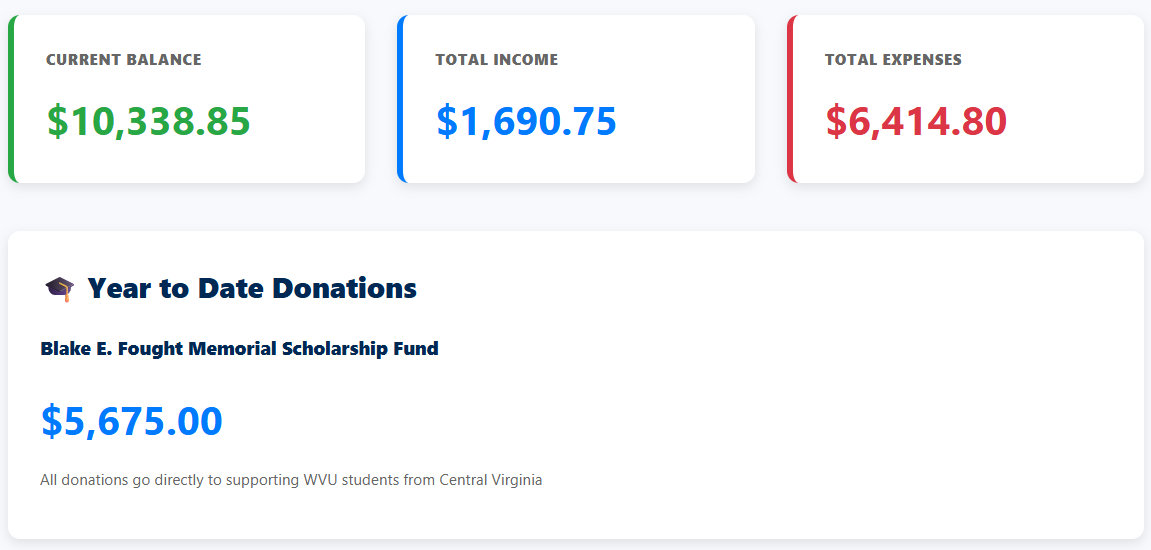 CURRENT BALANCE
$10,338.85
TOTAL INCOME
$1,690.75
TOTAL EXPENSES
$6,414.80
Year to Date Donations
Blake E. Fought Memorial Scholarship Fund
$5,675.00
All donations go directly to supporting WVU students from Central Virginia